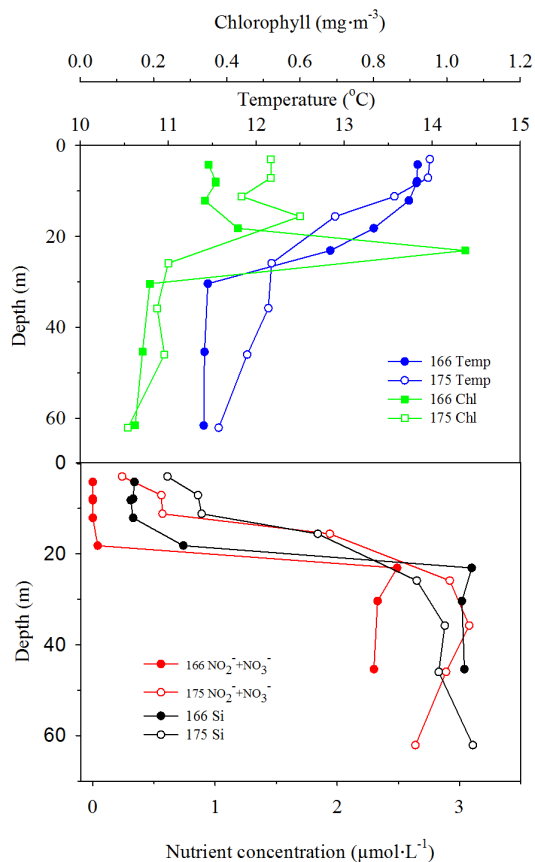 Chlorophyll (mg·m⁻³)
0.0 0.2 0.4 0.6 0.8 1.0 1.2
Temperature (°C)
10 11 12 13 14 15
0
20
40
60
Depth (m)
166 Temp
175 Temp
166 Chl
175 Chl
0
20
40
60
Depth (m)
166 NO₂⁻+NO₃⁻
175 NO₂⁻+NO₃⁻
166 Si
175 Si
0 1 2 3
Nutrient concentration (µmol·L⁻¹)